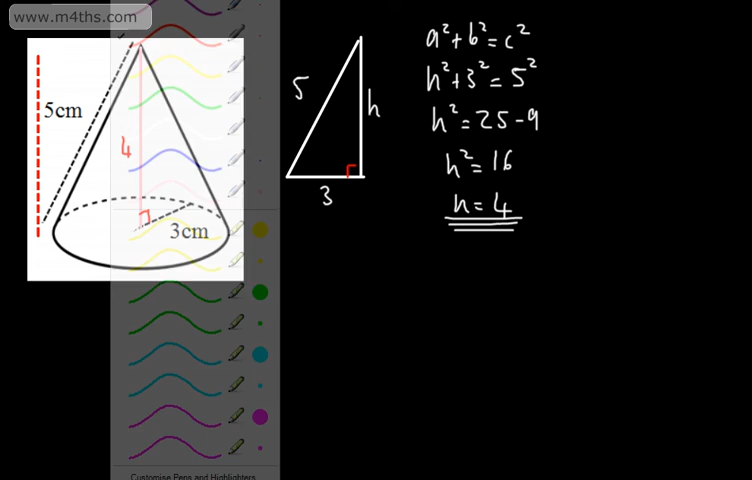 www.m4ths.com
5cm
4
3cm
5
h
3
a²+b²=c²
h²+3²=5²
h²=25-9
h²=16
h=4
Customise Pens and Highlighters